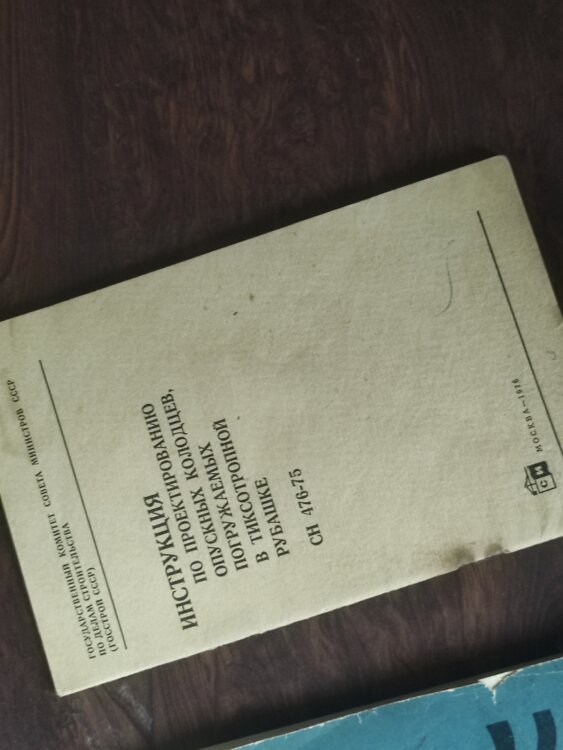 ГОСУДАРСТВЕННЫЙ КОМИТЕТ СОВЕТА МИНИСТРОВ СССР
ПО ДЕЛАМ СТРОИТЕЛЬСТВА
(ГОССТРОЙ СССР)
ИНСТРУКЦИЯ
ПО ПРОЕКТИРОВАНИЮ
ОПУСКНЫХ КОЛОДЦЕВ,
ПОГРУЖАЕМЫХ
В ТИКСОТРОПНОЙ
РУБАШКЕ
СН 476-75
СИ
МОСКВА—1976